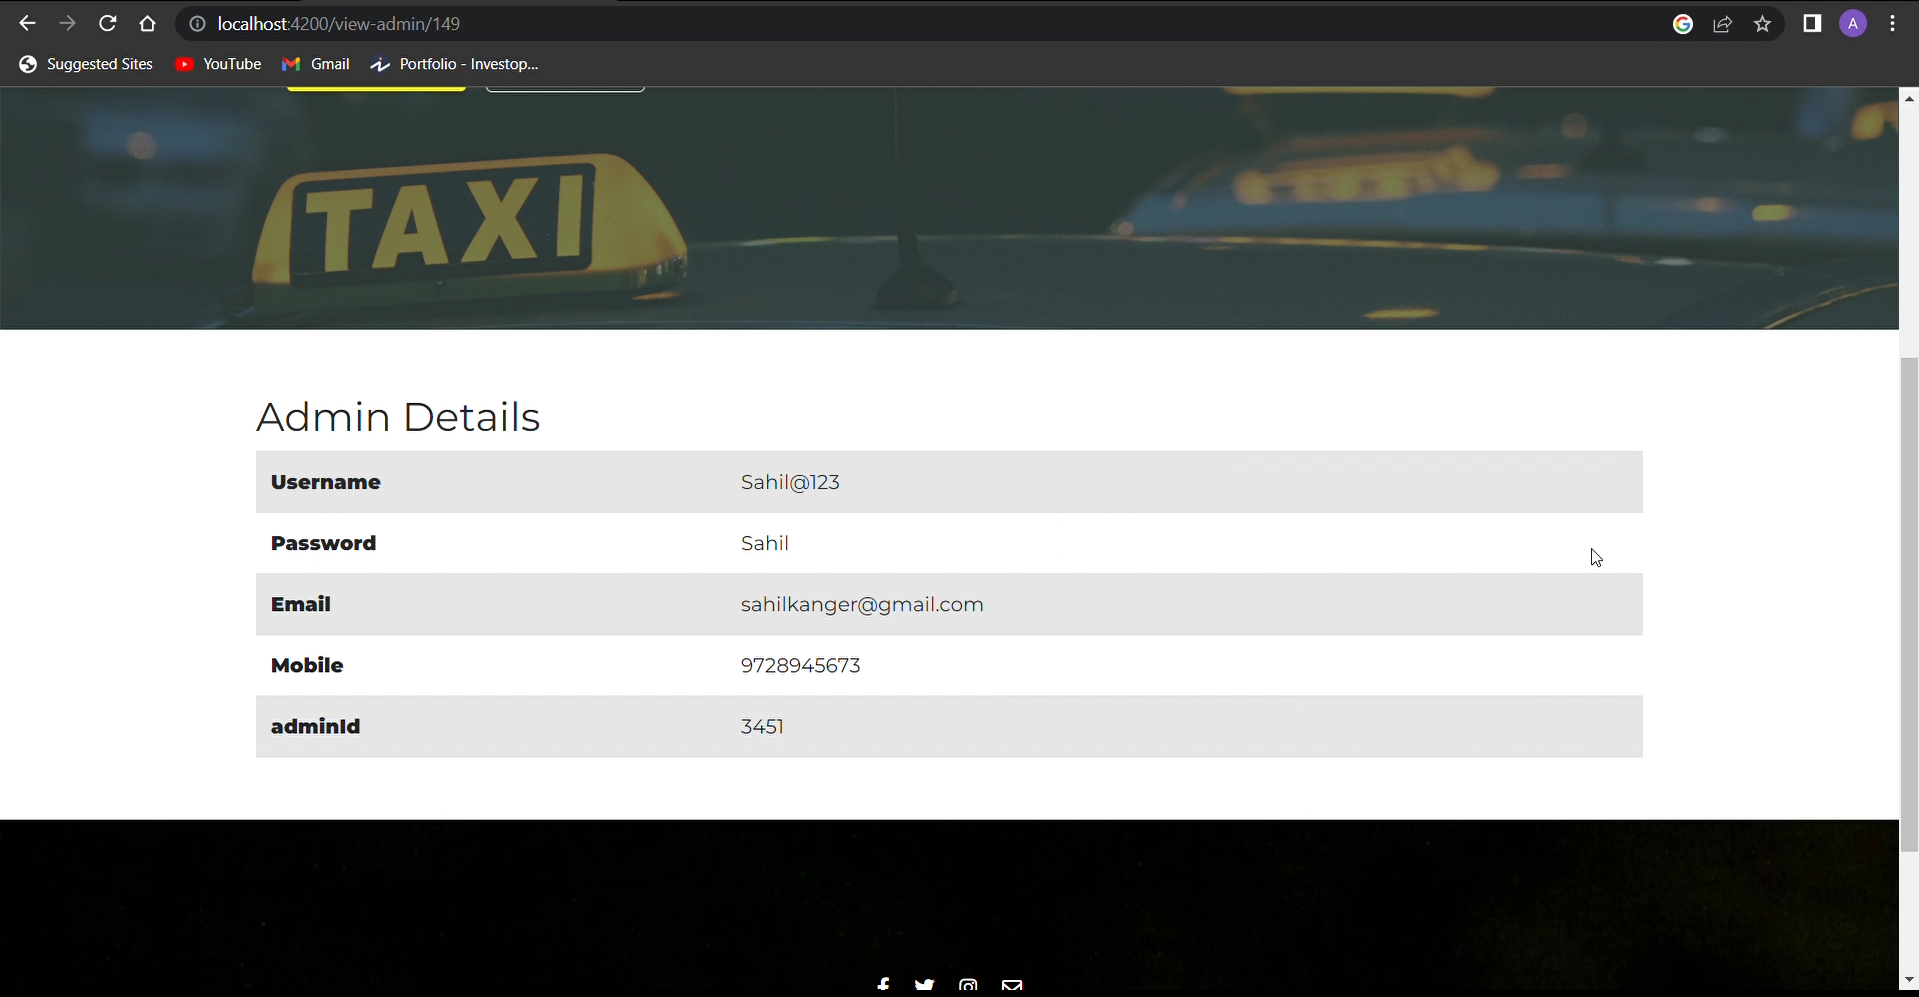 localhost:4200/view-admin/149
A
Suggested Sites YouTube Gmail Portfolio - Investop...
TAXI
Admin Details
Username Sahil@123
Password Sahil
Email sahilkanger@gmail.com
Mobile 9728945673
adminId 3451